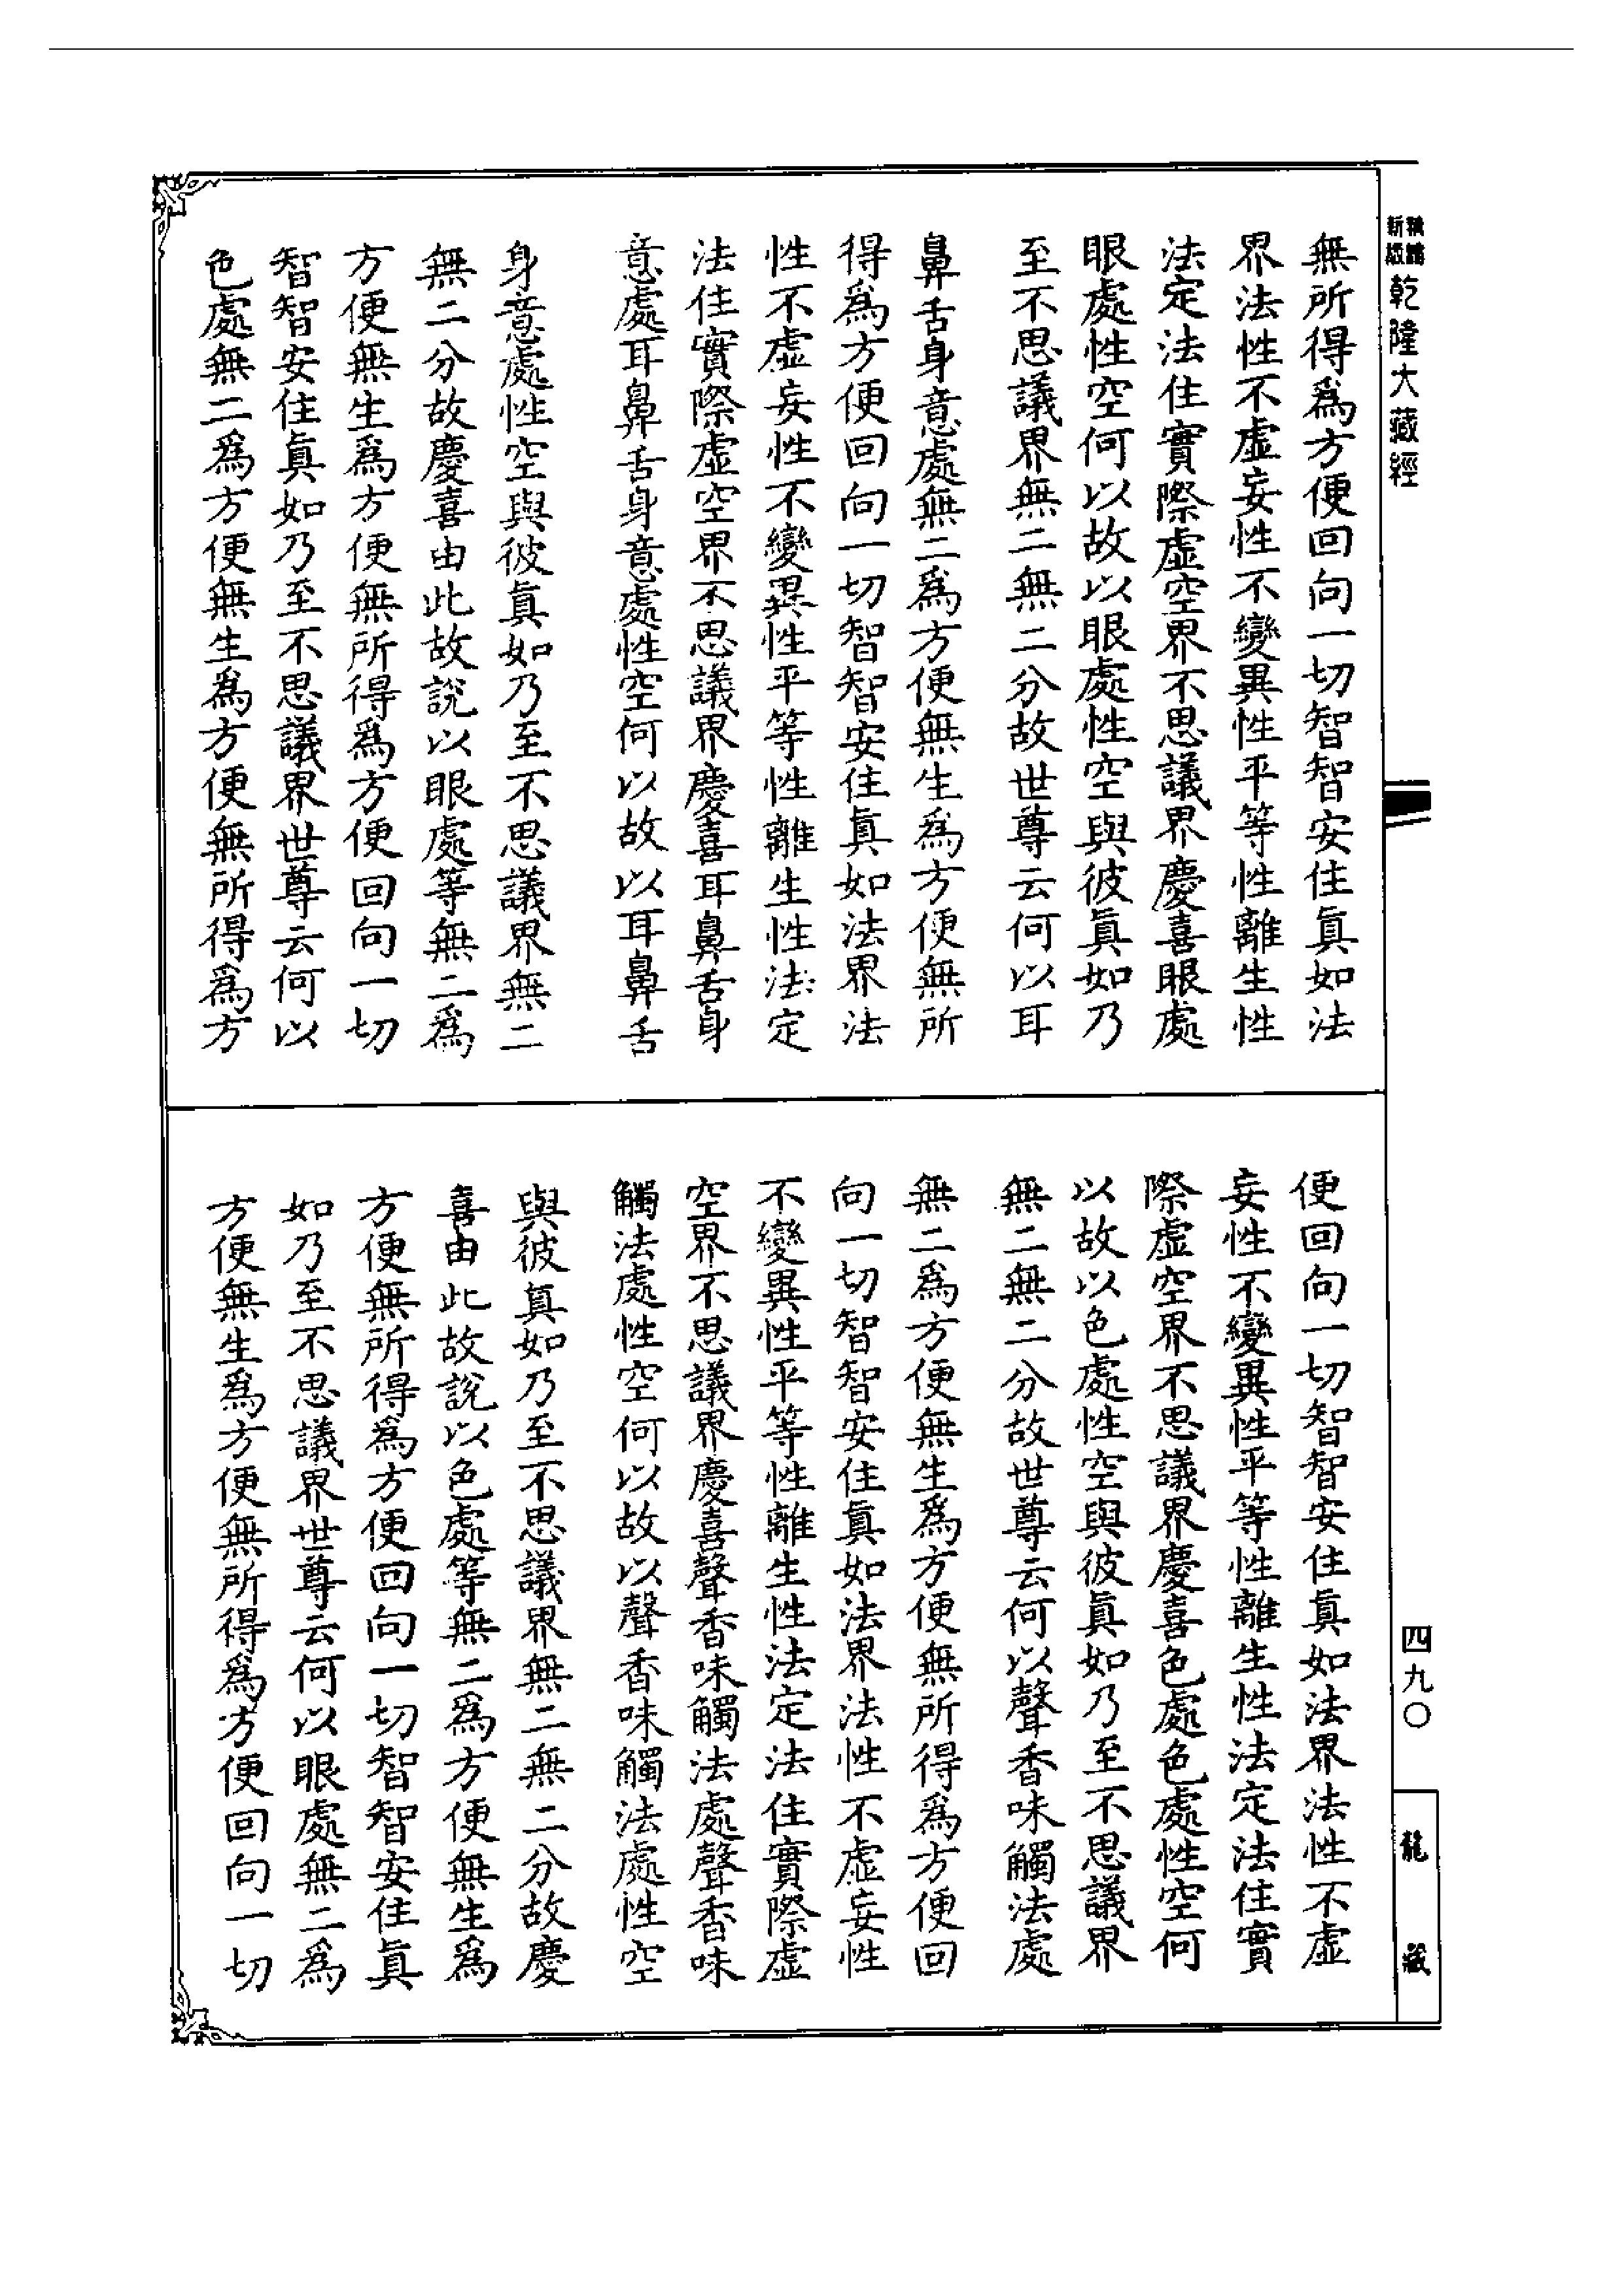 新編縮版 乾隆大藏經
無所得為方便回向一切智智安住真如法
界法性不虛妄性不變異性平等性離生性
法定法住實際虛空界不思議界慶喜眼處
眼處性空何以故以眼處性空與彼真如乃
至不思議界無二無二分故世尊云何以耳
鼻舌身意處無二為方便無生為方便無所
得為方便回向一切智智安住真如法界法
性不虛妄性不變異性平等性離生性法定
法住實際虛空界不思議界慶喜耳鼻舌身
意處耳鼻舌身意處性空何以故以耳鼻舌
身意處性空與彼真如乃至不思議界無二
無二分故慶喜由此故說以眼處等無二為
方便無生為方便無所得為方便回向一切
智智安住真如乃至不思議界世尊云何以
色處無二為方便無生為方便無所得為方
便回向一切智智安住真如法界法性不虛
妄性不變異性平等性離生性法定法住實
際虛空界不思議界慶喜色處色處性空何
以故以色處性空與彼真如乃至不思議界
無二無二分故世尊云何以聲香味觸法處
無二為方便無生為方便無所得為方便回
向一切智智安住真如法界法性不虛妄性
不變異性平等性離生性法定法住實際虛
空界不思議界慶喜聲香味觸法處聲香味
觸法處性空何以故以聲香味觸法處性空
與彼真如乃至不思議界無二無二分故慶
喜由此故說以色處等無二為方便無生為
方便無所得為方便回向一切智智安住真
如乃至不思議界世尊云何以眼處無二為
方便無生為方便無所得為方便回向一切
四九〇
龍藏